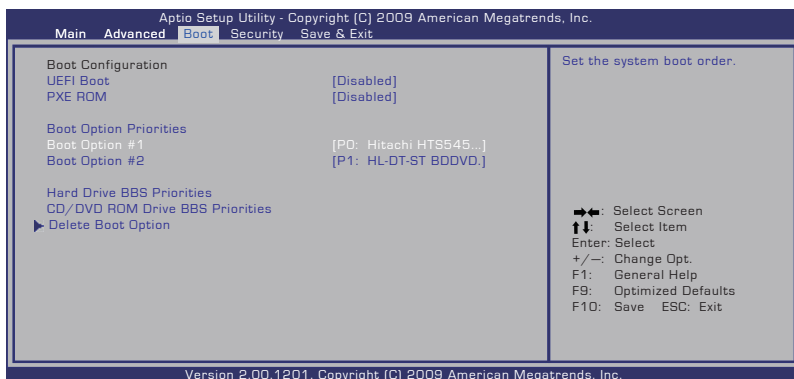 Aptio Setup Utility - Copyright (C) 2009 American Megatrends, Inc.
Main Advanced Boot Security Save & Exit
Boot Configuration
UEFI Boot [Disabled]
PXE ROM [Disabled]
Boot Option Priorities
Boot Option #1 [P0: Hitachi HTS545...]
Boot Option #2 [P1: HL-DT-ST BDDVD.]
Hard Drive BBS Priorities
CD/DVD ROM Drive BBS Priorities
Delete Boot Option
Set the system boot order.
→←: Select Screen
↑↓: Select Item
Enter: Select
+/—: Change Opt.
F1: General Help
F9: Optimized Defaults
F10: Save ESC: Exit
Version 2.00.1201. Copyright (C) 2009 American Megatrends, Inc.